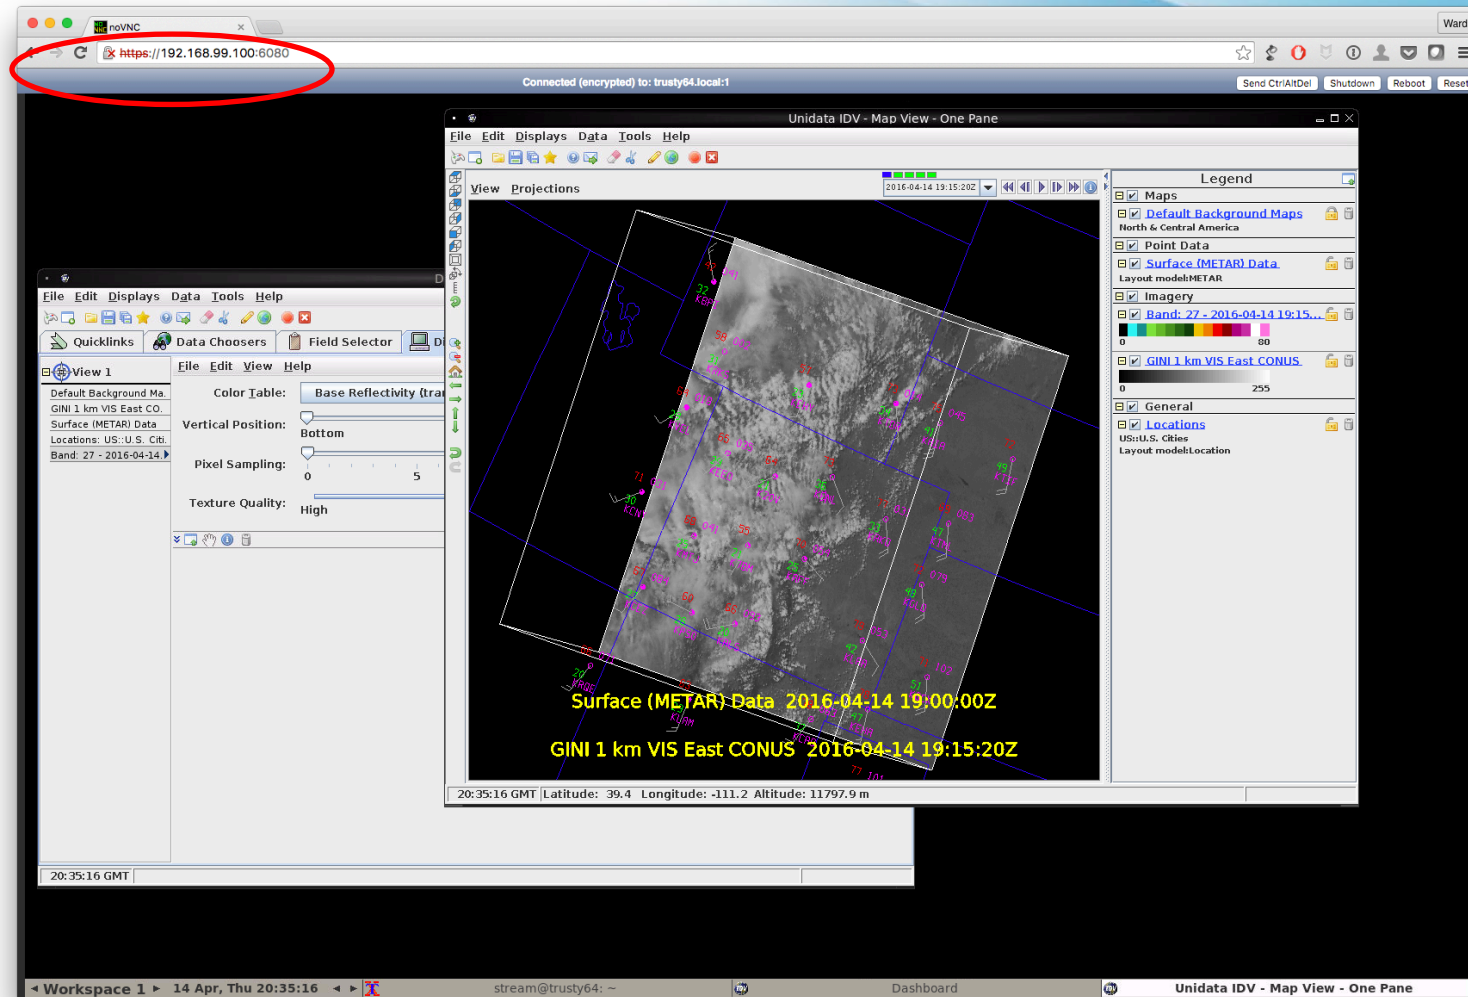 noVNC ×
Ward
https://192.168.99.100:6080
Connected (encrypted) to: trusty64.local:1
Send CtrlAltDel Shutdown Reboot Reset
Unidata IDV - Map View - One Pane
File Edit Displays Data Tools Help
View Projections
2016-04-14 19:15:20Z
Legend
Maps
Default Background Maps
North & Central America
Point Data
Surface (METAR) Data
Layout model:METAR
Imagery
Band: 27 - 2016-04-14 19:15...
0 80
GINI 1 km VIS East CONUS
0 255
General
Locations
US::U.S. Cities
Layout model:Location
Surface (METAR) Data 2016-04-14 19:00:00Z
GINI 1 km VIS East CONUS 2016-04-14 19:15:20Z
20:35:16 GMT Latitude: 39.4 Longitude: -111.2 Altitude: 11797.9 m
D
File Edit Displays Data Tools Help
Quicklinks Data Choosers Field Selector Di
View 1
Default Background Ma.
GINI 1 km VIS East CO.
Surface (METAR) Data
Locations: US::U.S. Citi.
Band: 27 - 2016-04-14.
File Edit View Help
Color Table: Base Reflectivity (tra
Vertical Position:
Bottom
Pixel Sampling:
0 5
Texture Quality:
High
20:35:16 GMT
Workspace 1 14 Apr, Thu 20:35:16 stream@trusty64: ~ Dashboard Unidata IDV - Map View - One Pane